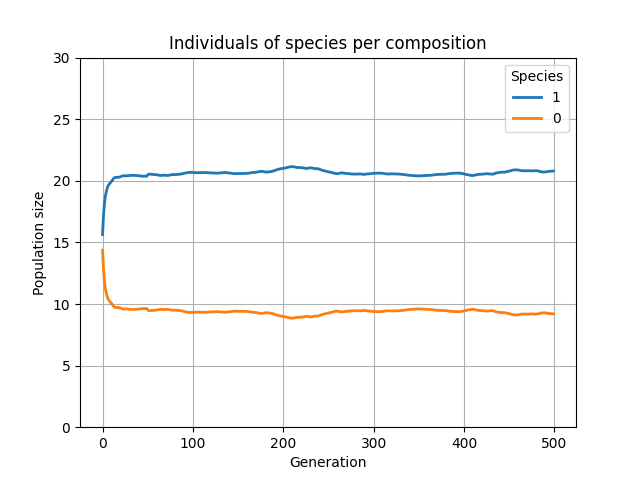 Individuals of species per composition
Species
1
0
30
25
20
15
10
5
0
Population size
0 100 200 300 400 500
Generation